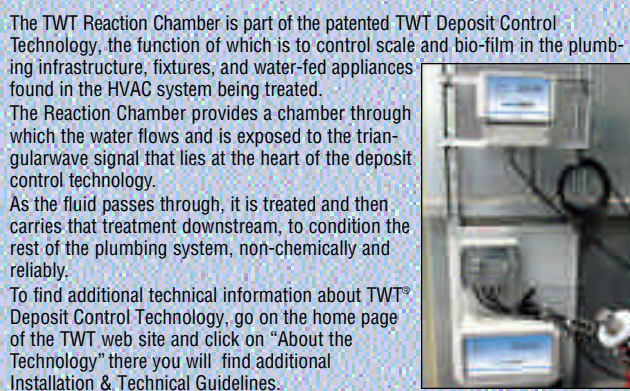 The TWT Reaction Chamber is part of the patented TWT Deposit Control
Technology, the function of which is to control scale and bio-film in the plumb-
ing infrastructure, fixtures, and water-fed appliances
found in the HVAC system being treated.
The Reaction Chamber provides a chamber through
which the water flows and is exposed to the trian-
gularwave signal that lies at the heart of the deposit
control technology.
As the fluid passes through, it is treated and then
carries that treatment downstream, to condition the
rest of the plumbing system, non-chemically and
reliably.
To find additional technical information about TWT®
Deposit Control Technology, go on the home page
of the TWT web site and click on “About the
Technology” there you will find additional
Installation & Technical Guidelines.